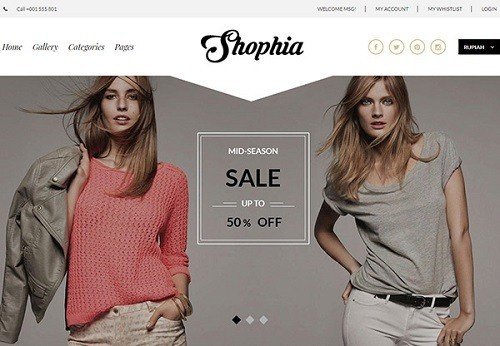 Call +001 555 801
WELCOME MSG! | MY ACCOUNT | MY WHISTLIST | LOGIN
Home Gallery Categories Pages
Shophia
RUPIAH
MID-SEASON
SALE
UP TO
50% OFF